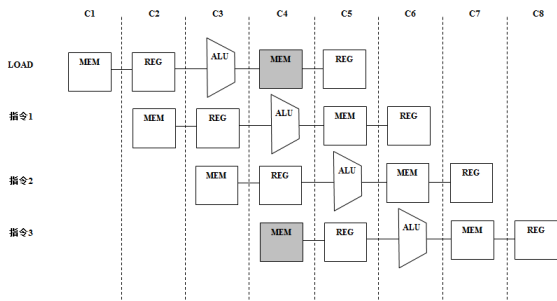 C1 C2 C3 C4 C5 C6 C7 C8
LOAD MEM REG ALU MEM REG
指令1 MEM REG ALU MEM REG
指令2 MEM REG ALU MEM REG
指令3 MEM REG ALU MEM REG